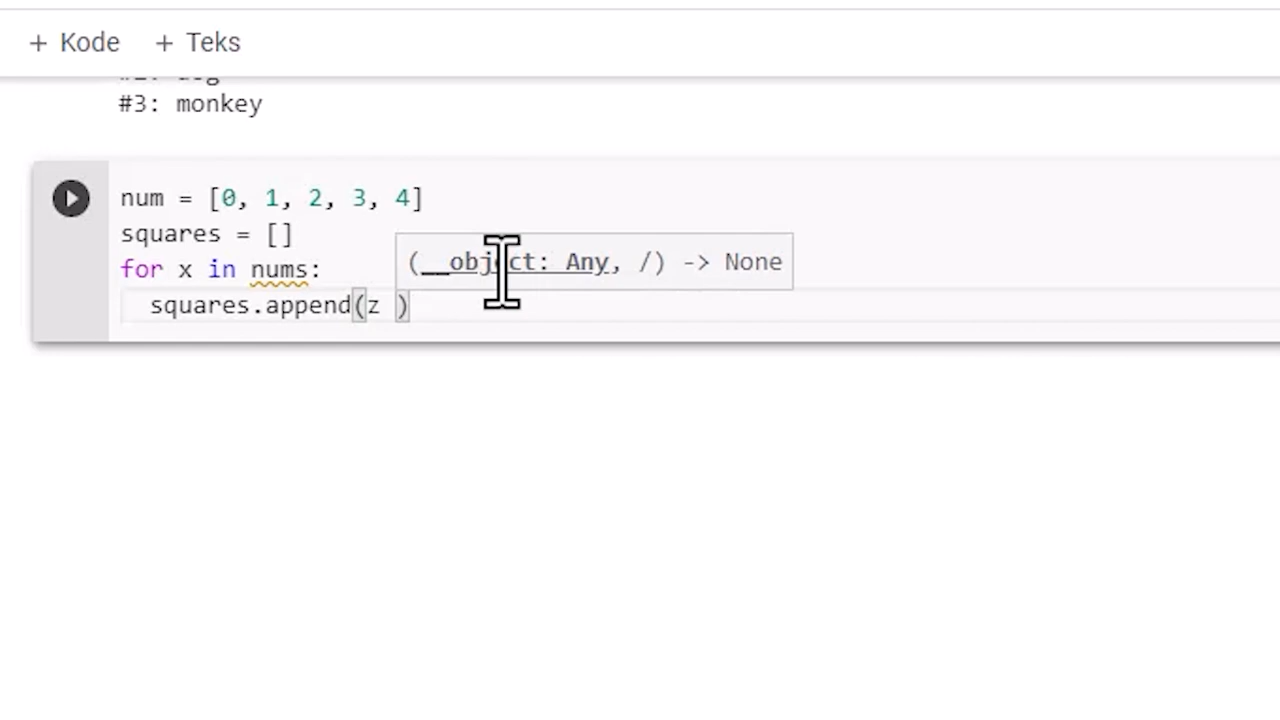 + Kode + Teks
#3: monkey
num = [0, 1, 2, 3, 4]
squares = []
(__object: Any, /) -> None
for x in nums:
squares.append(z )